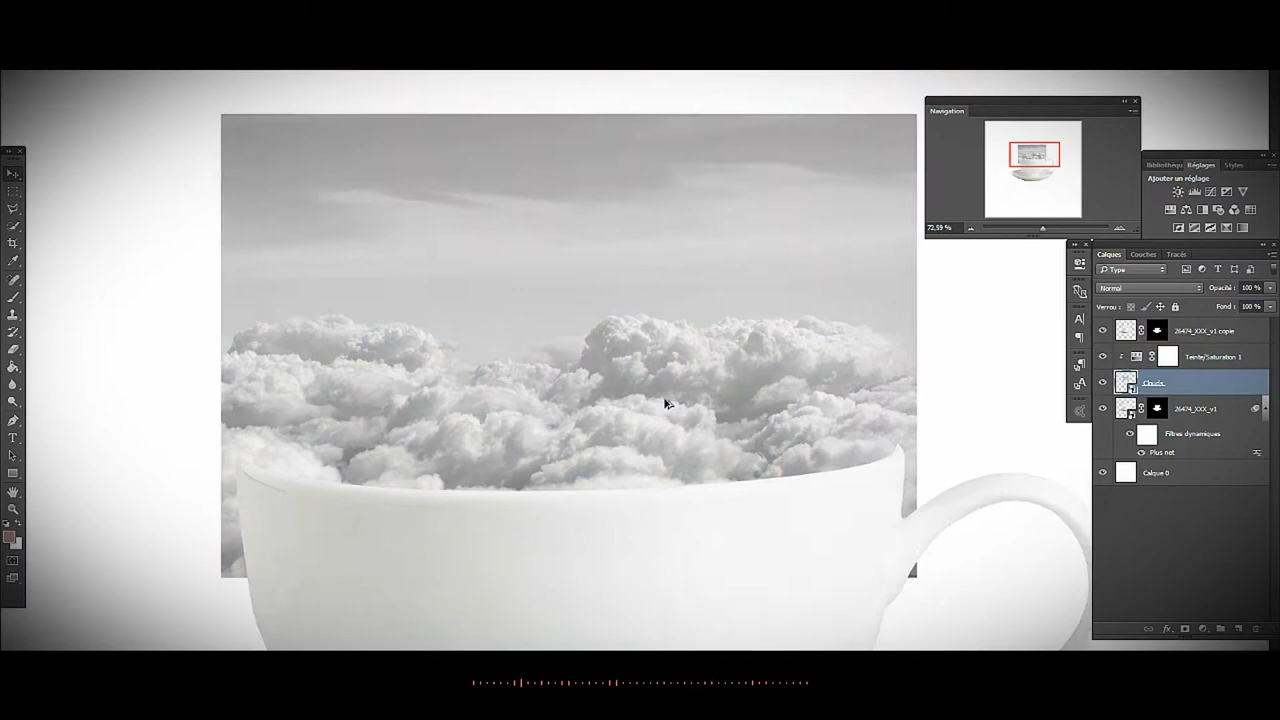 Navigation
72,59 %
Bibliothèqu Réglages Styles
Ajouter un réglage
Calques Couches Tracés
Type
Normal Opacité : 100 %
Verrou : Fond : 100 %
26474_XXX_v1 copie
Teinte/Saturation 1
Clouds
26474_XXX_v1
Filtres dynamiques
Plus net
Calque 0